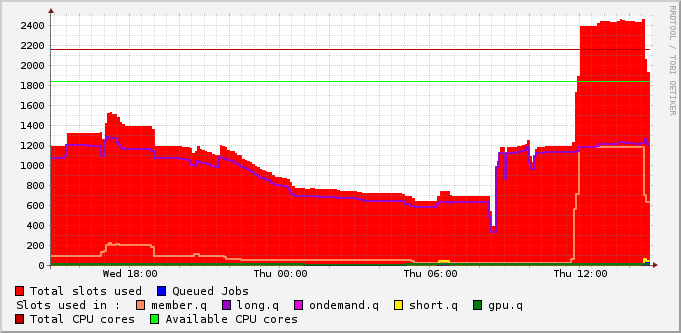 2400
2200
2000
1800
1600
1400
1200
1000
800
600
400
200
0
Wed 18:00 Thu 00:00 Thu 06:00 Thu 12:00
RRDTOOL / TOBI OETIKER
Total slots used Queued Jobs
Slots used in : member.q long.q ondemand.q short.q gpu.q
Total CPU cores Available CPU cores